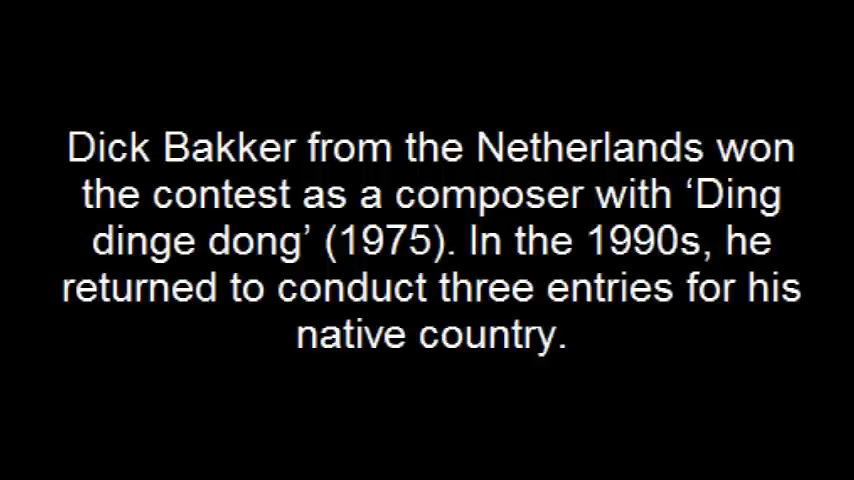 Dick Bakker from the Netherlands won
the contest as a composer with ‘Ding
dinge dong’ (1975). In the 1990s, he
returned to conduct three entries for his
native country.